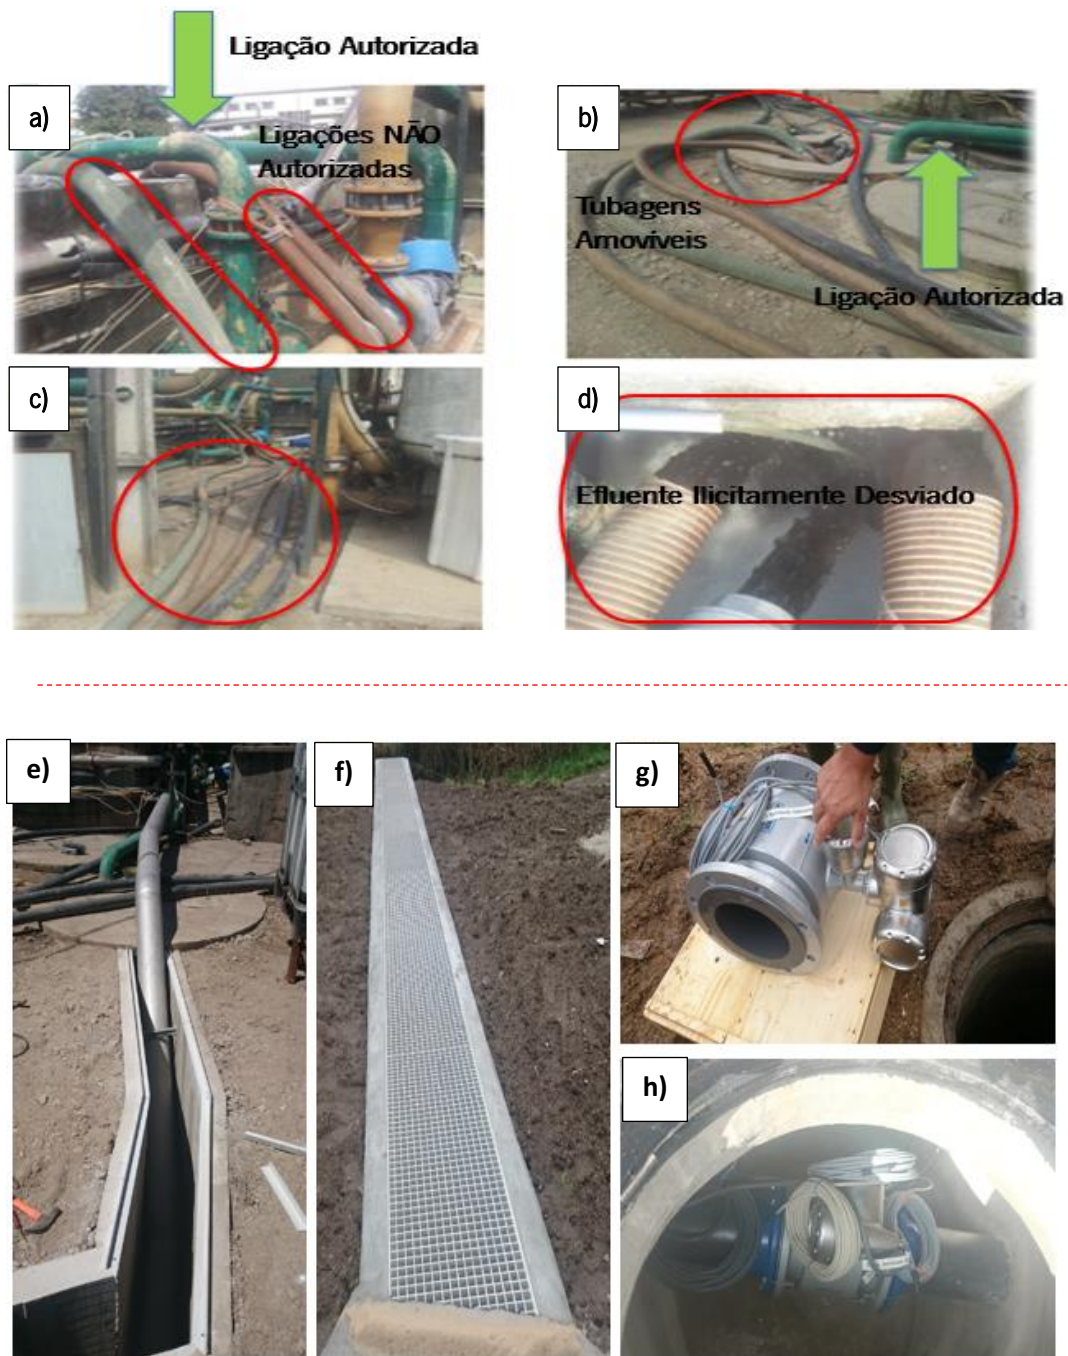 Ligação Autorizada
a)
Ligações NÃO
Autorizadas
b)
Tubagens
Amovíveis
Ligação Autorizada
c)
d)
Efluente Ilicitamente Desviado
e)
f)
g)
h)